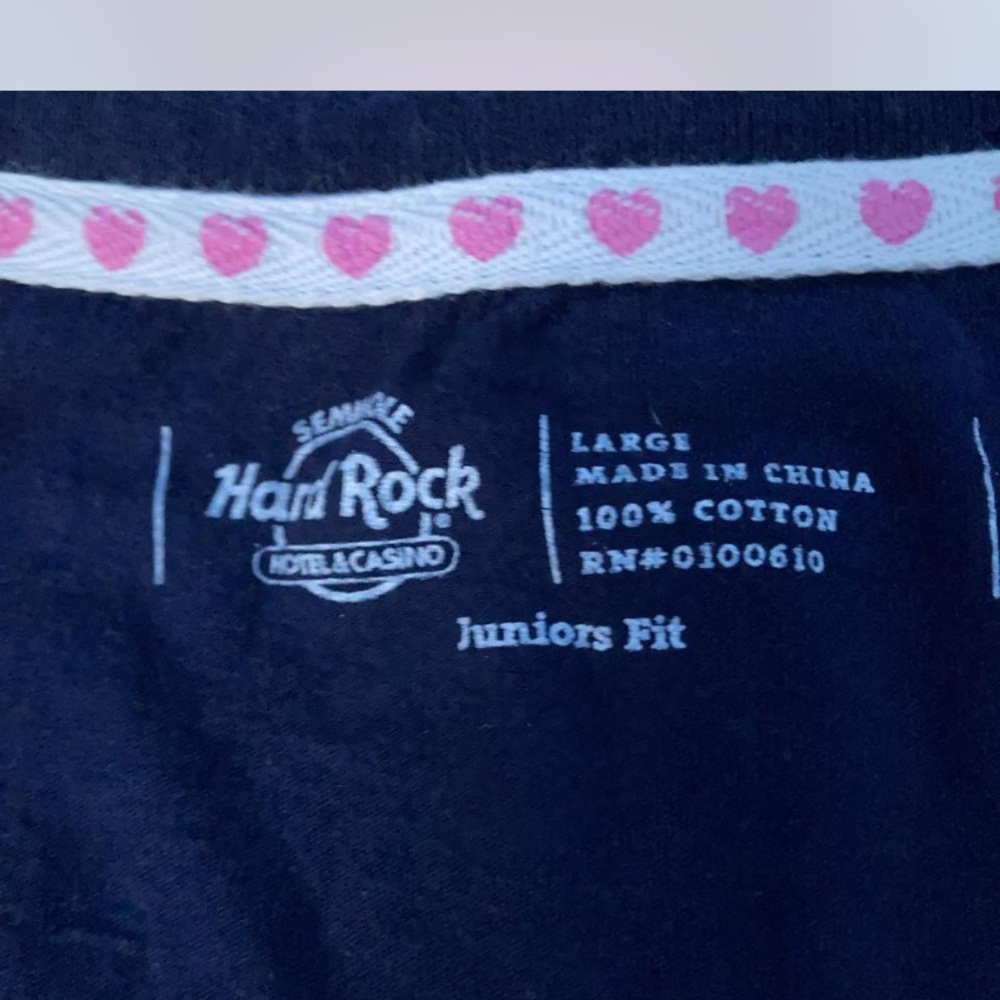 SEMINOLE
Hard Rock
®
HOTEL & CASINO
LARGE
MADE IN CHINA
100% COTTON
RN#0100610
Juniors Fit